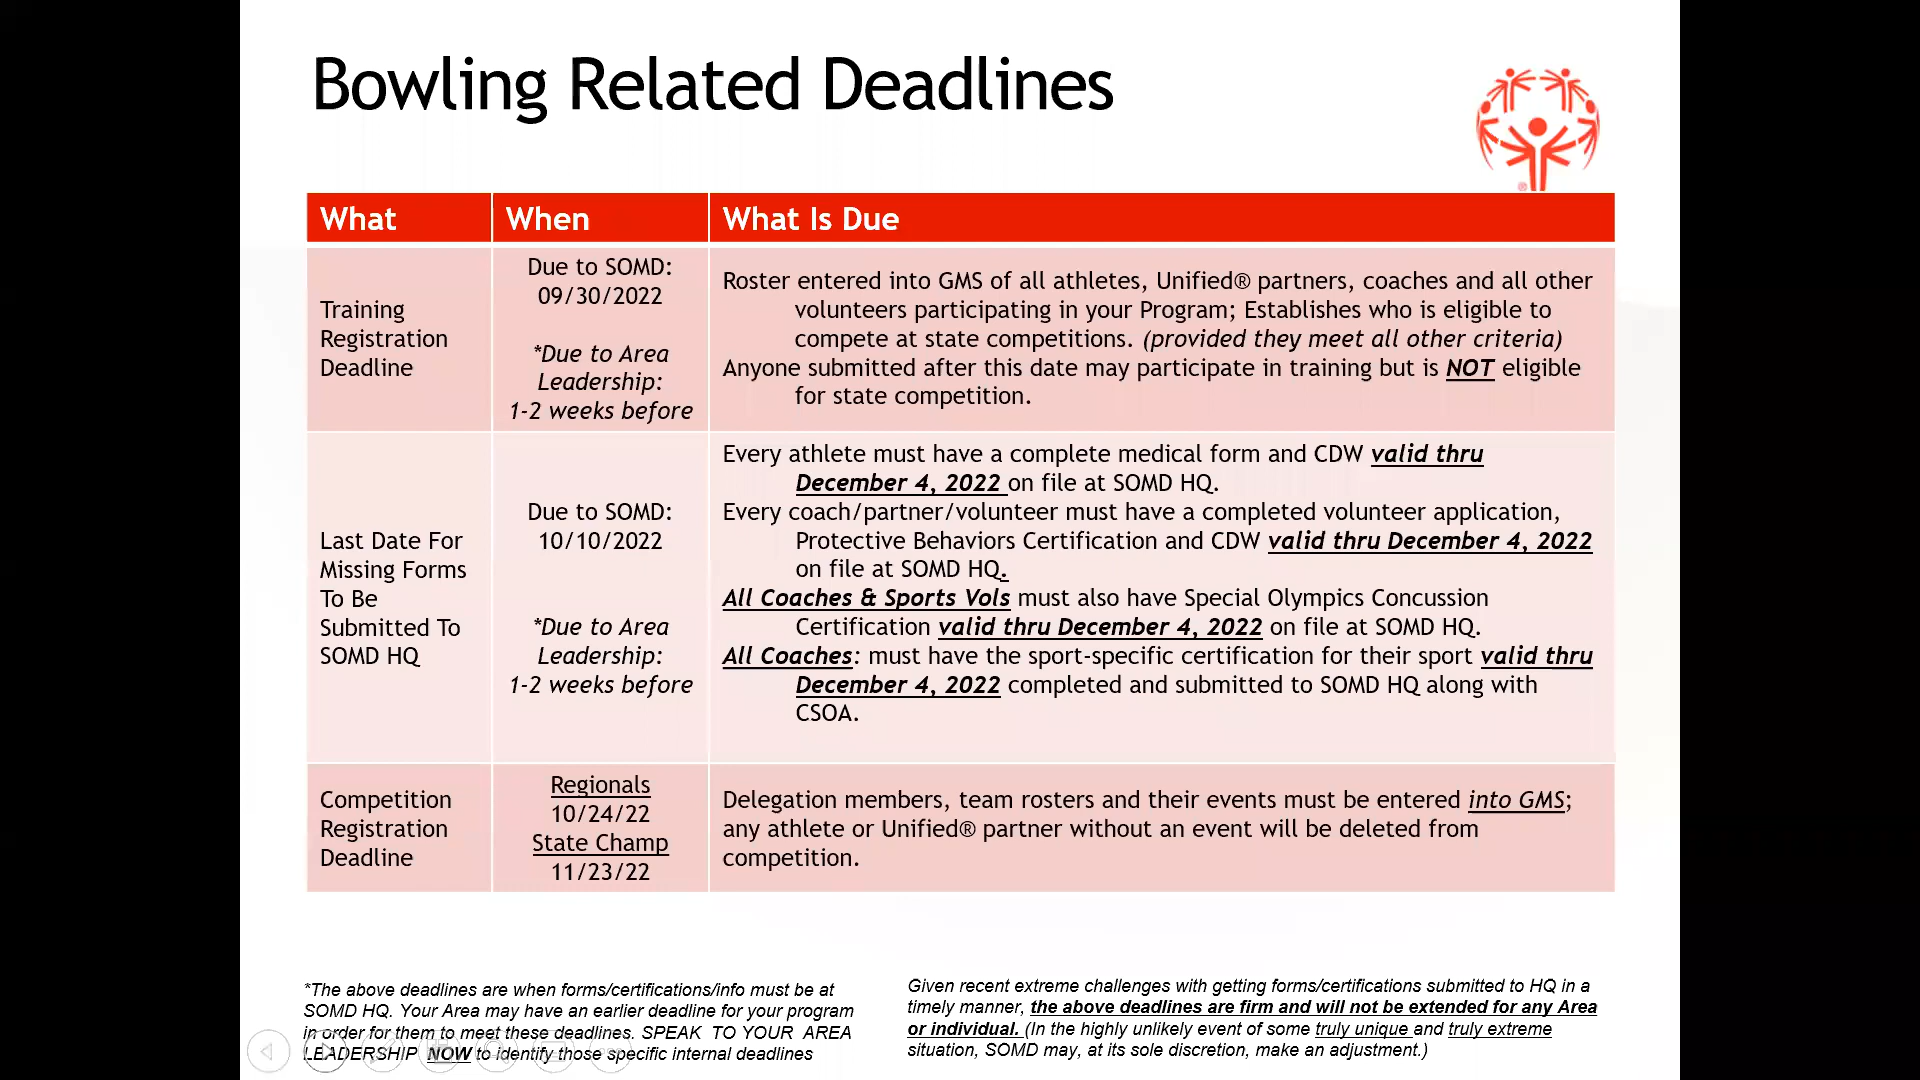 Bowling Related Deadlines
What
When
What Is Due
Training
Registration
Deadline
Due to SOMD:
09/30/2022
*Due to Area
Leadership:
1-2 weeks before
Roster entered into GMS of all athletes, Unified® partners, coaches and all other
volunteers participating in your Program; Establishes who is eligible to
compete at state competitions. (provided they meet all other criteria)
Anyone submitted after this date may participate in training but is NOT eligible
for state competition.
Last Date For
Missing Forms
To Be
Submitted To
SOMD HQ
Due to SOMD:
10/10/2022
*Due to Area
Leadership:
1-2 weeks before
Every athlete must have a complete medical form and CDW valid thru
December 4, 2022 on file at SOMD HQ.
Every coach/partner/volunteer must have a completed volunteer application,
Protective Behaviors Certification and CDW valid thru December 4, 2022
on file at SOMD HQ.
All Coaches & Sports Vols must also have Special Olympics Concussion
Certification valid thru December 4, 2022 on file at SOMD HQ.
All Coaches: must have the sport-specific certification for their sport valid thru
December 4, 2022 completed and submitted to SOMD HQ along with
CSOA.
Competition
Registration
Deadline
Regionals
10/24/22
State Champ
11/23/22
Delegation members, team rosters and their events must be entered into GMS;
any athlete or Unified® partner without an event will be deleted from
competition.
*The above deadlines are when forms/certifications/info must be at
SOMD HQ. Your Area may have an earlier deadline for your program
in order for them to meet these deadlines. SPEAK TO YOUR AREA
LEADERSHIP NOW to identify those specific internal deadlines
Given recent extreme challenges with getting forms/certifications submitted to HQ in a
timely manner, the above deadlines are firm and will not be extended for any Area
or individual. (In the highly unlikely event of some truly unique and truly extreme
situation, SOMD may, at its sole discretion, make an adjustment.)